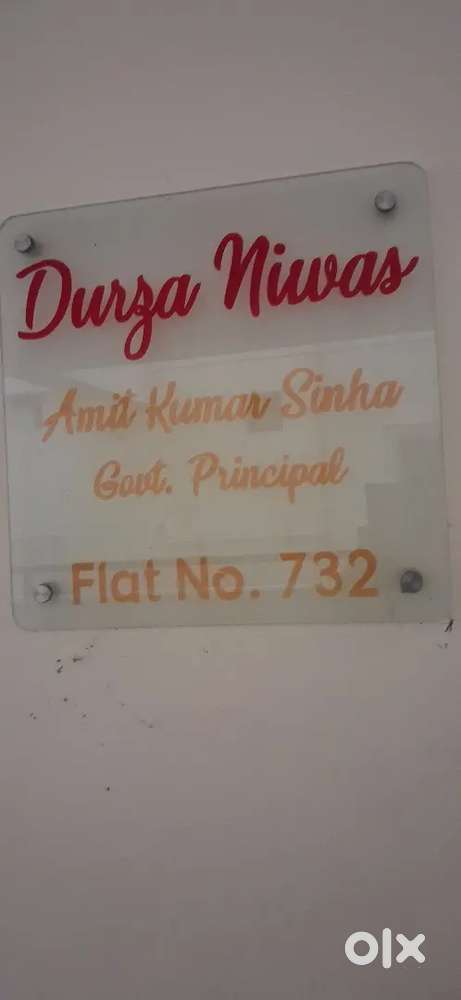 Durga Niwas
Amit Kumar Sinha
Govt. Principal
Flat No. 732
olx